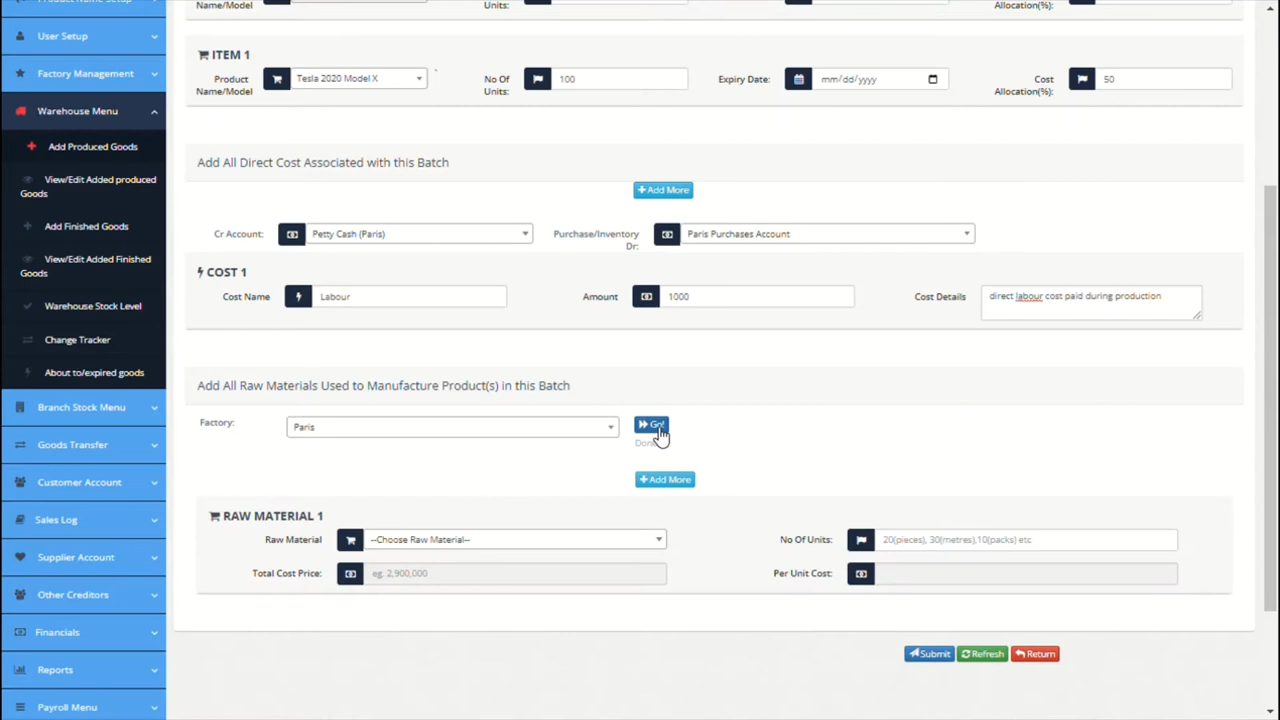 Product Name Setup
User Setup
Factory Management
Warehouse Menu
Add Produced Goods
View/Edit Added produced
Goods
Add Finished Goods
View/Edit Added Finished
Goods
Warehouse Stock Level
Change Tracker
About to/expired goods
Branch Stock Menu
Goods Transfer
Customer Account
Sales Log
Supplier Account
Other Creditors
Financials
Reports
Payroll Menu
Name/Model
Units:
Allocation(%):
ITEM 1
Product
Name/Model
Tesla 2020 Model X
`
No Of
Units:
100
Expiry Date:
mm/dd/yyyy
Cost
Allocation(%):
50
Add All Direct Cost Associated with this Batch
+Add More
Cr Account:
Petty Cash (Paris)
Purchase/Inventory
Dr:
Paris Purchases Account
COST 1
Cost Name
Labour
Amount
1000
Cost Details
direct labour cost paid during production
Add All Raw Materials Used to Manufacture Product(s) in this Batch
Factory:
Paris
Go!
+Add More
RAW MATERIAL 1
Raw Material
--Choose Raw Material--
No Of Units:
20(pieces), 30(metres),10(packs) etc
Total Cost Price:
eg. 2,900,000
Per Unit Cost:
Submit
Refresh
Return